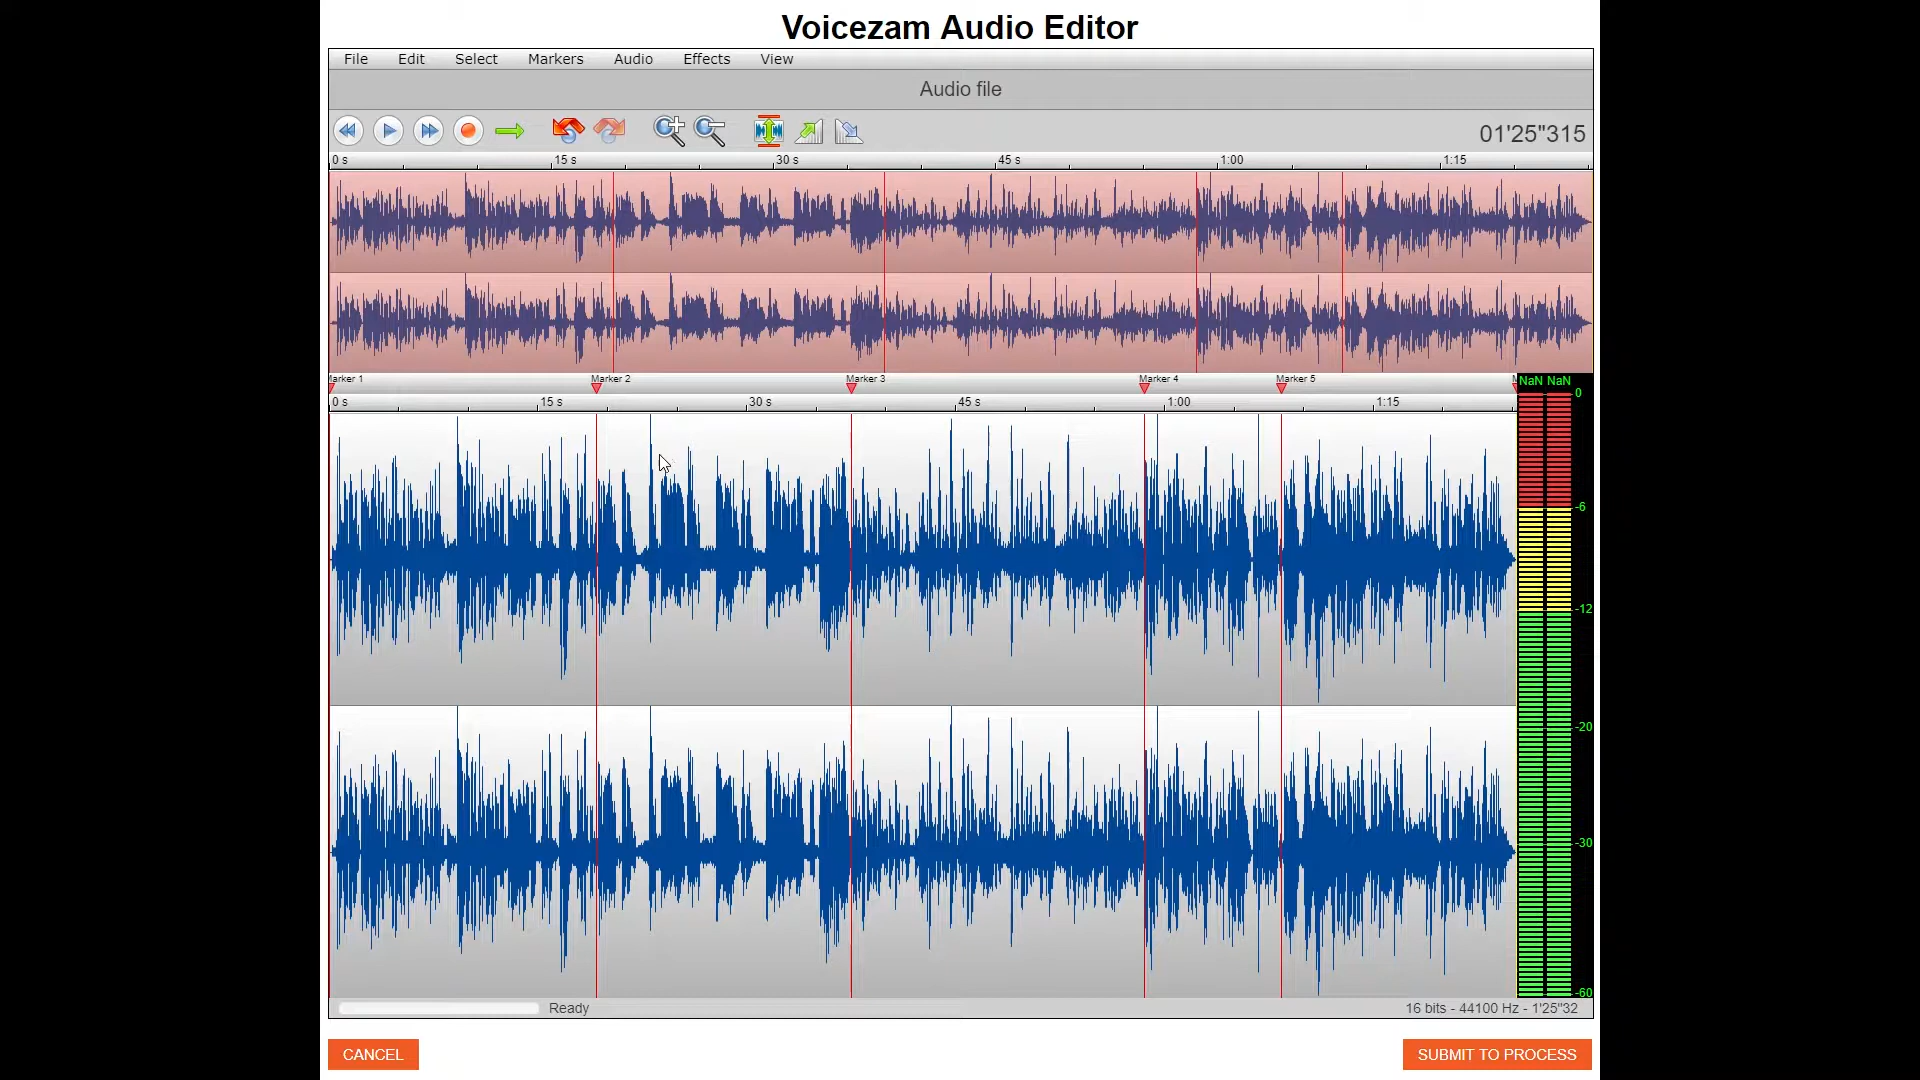 Voicezam Audio Editor
File Edit Select Markers Audio Effects View
Audio file
01'25"315
0 s 15 s 30 s 45 s 1:00 1:15
Marker 2 Marker 3 Marker 4 Marker 5
arker 1
NaN NaN
0 s 15 s 30 s 45 s 1:00 1:15
0
-6
-12
-20
-30
-60
Ready
16 bits - 44100 Hz - 1'25"32
CANCEL
SUBMIT TO PROCESS